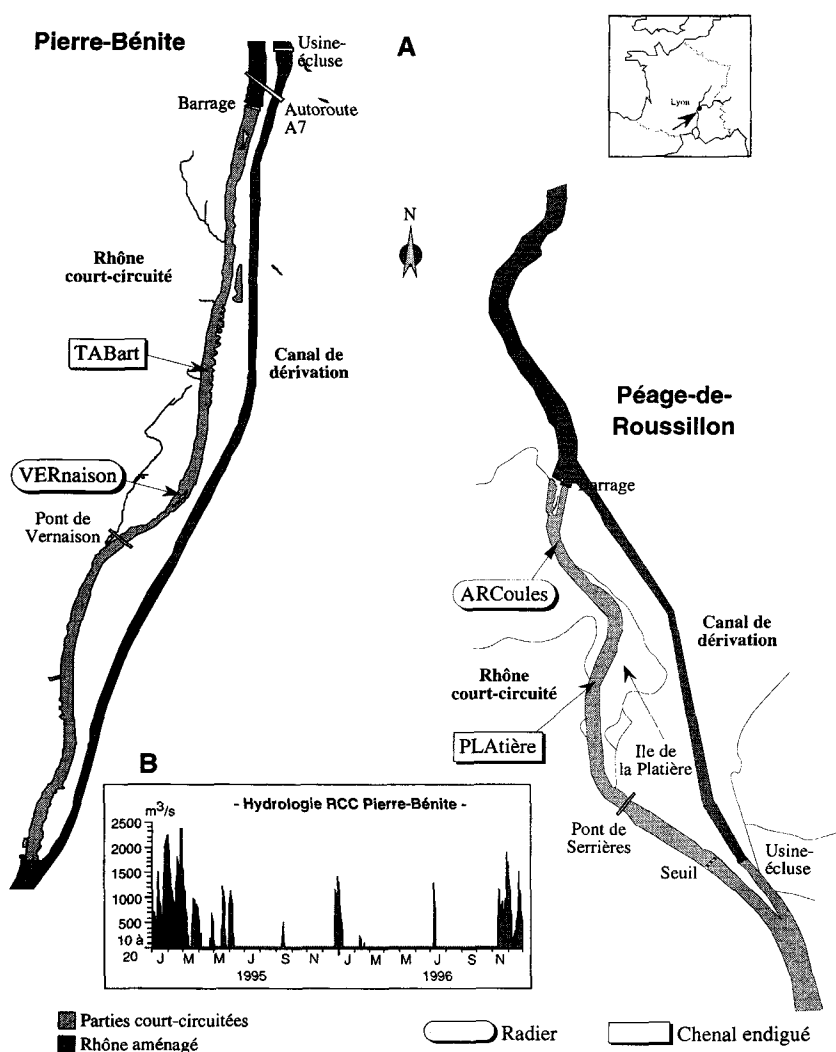 Pierre-Bénite
Usine-
écluse
A
Barrage
Autoroute
A7
Lyon
N
Rhône
court-circuité
TABart
Canal de
dérivation
VERnaison
Pont de
Vernaison
Péage-de-
Roussillon
Barrage
ARCoules
Canal de
dérivation
Rhône
court-circuité
PLAtière
Ile de
la Platière
Pont de
Serrières
Seuil
Usine-
écluse
B
m3/s
- Hydrologie RCC Pierre-Bénite -
2500
2000
1500
1000
500
10 à
20
J M M J S N J M M J S N
1995 1996
Parties court-circuitées
Rhône aménagé
Radier
Chenal endigué